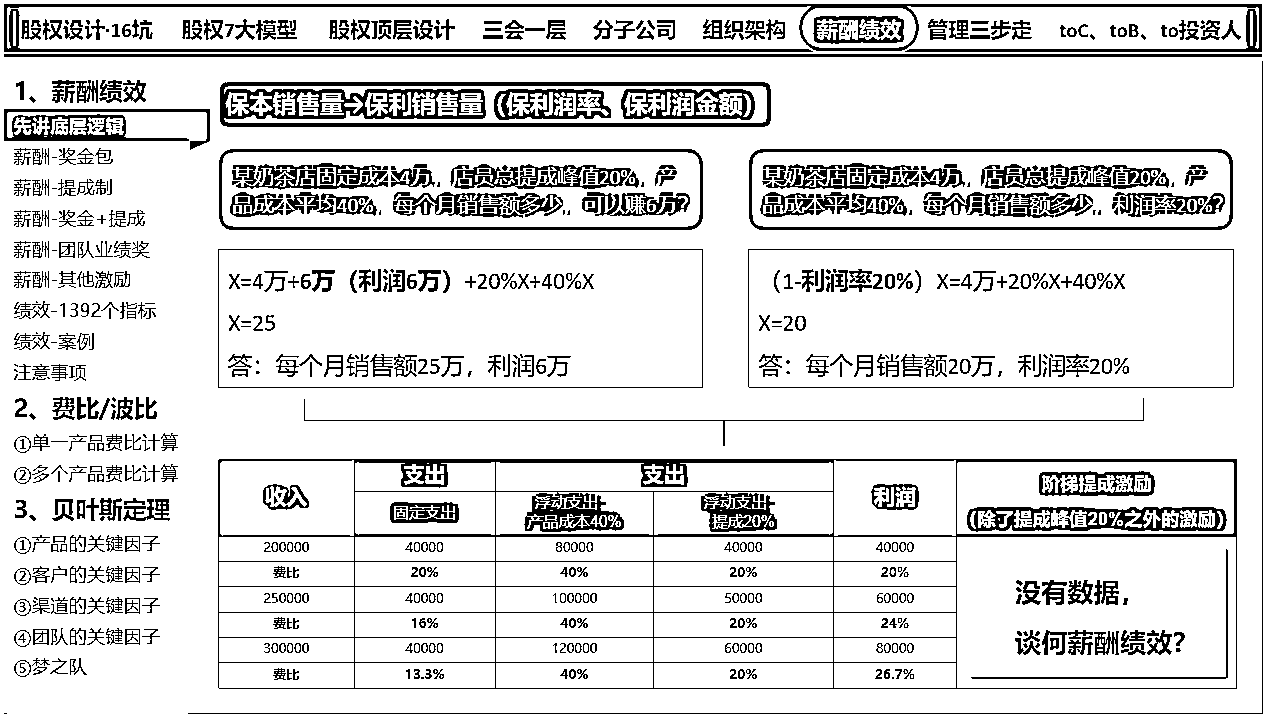 股权设计·16坑 股权7大模型 股权顶层设计 三会一层 分子公司 组织架构 薪酬绩效 管理三步走 toC、toB、to投资人
1、薪酬绩效
先讲底层逻辑
薪酬-奖金包
薪酬-提成制
薪酬-奖金+提成
薪酬-团队业绩奖
薪酬-其他激励
绩效-1392个指标
绩效-案例
注意事项
2、费比/波比
①单一产品费比计算
②多个产品费比计算
3、贝叶斯定理
①产品的关键因子
②客户的关键因子
③渠道的关键因子
④团队的关键因子
⑤梦之队
保本销售量→保利销售量（保利润率、保利润金额）
某奶茶店固定成本4万，店员总提成峰值20%，产
品成本平均40%，每个月销售额多少，可以赚6万？
X=4万+6万（利润6万）+20%X+40%X
X=25
答：每个月销售额25万，利润6万
某奶茶店固定成本4万，店员总提成峰值20%，产
品成本平均40%，每个月销售额多少，利润率20%？
（1-利润率20%）X=4万+20%X+40%X
X=20
答：每个月销售额20万，利润率20%
收入 支出 支出 利润 阶梯提成激励
(除了提成峰值20%之外的激励)
固定支出 浮动支出-
产品成本40% 浮动支出-
提成20%
200000 40000 80000 40000 40000
费比 20% 40% 20% 20%
250000 40000 100000 50000 60000
费比 16% 40% 20% 24%
300000 40000 120000 60000 80000
费比 13.3% 40% 20% 26.7%
没有数据，
谈何薪酬绩效？